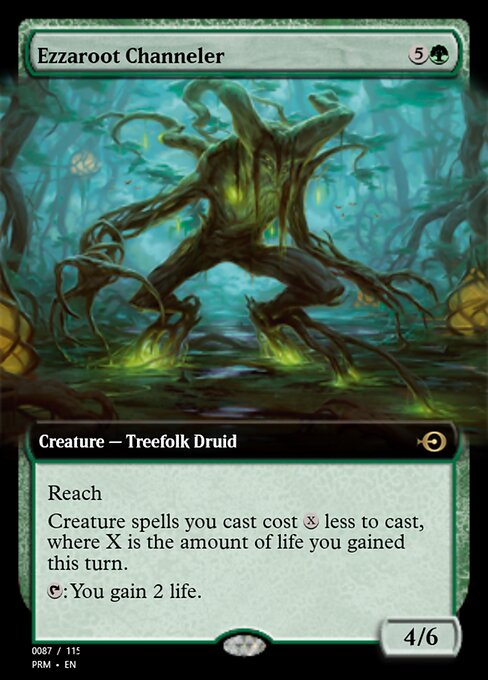 Ezzaroot Channeler 5
Creature — Treefolk Druid
Reach
Creature spells you cast cost X less to cast,
where X is the amount of life you gained
this turn.
:You gain 2 life.
4/6
0087 / 115
PRM • EN